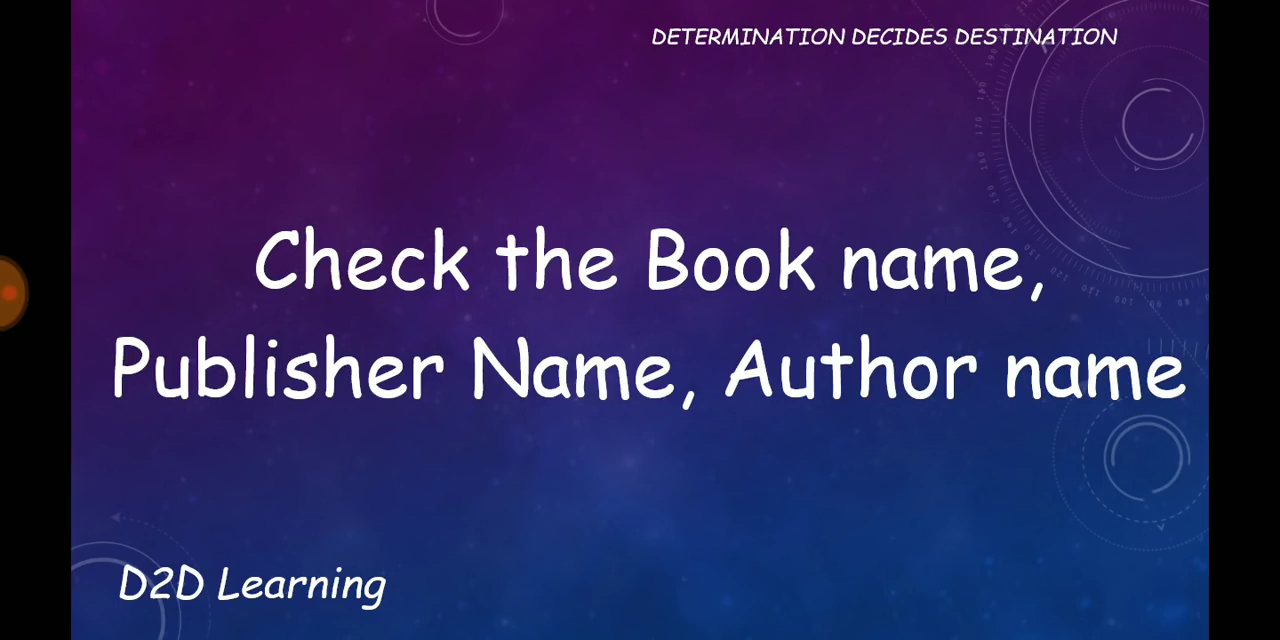 DETERMINATION DECIDES DESTINATION
Check the Book name,
Publisher Name, Author name
D2D Learning